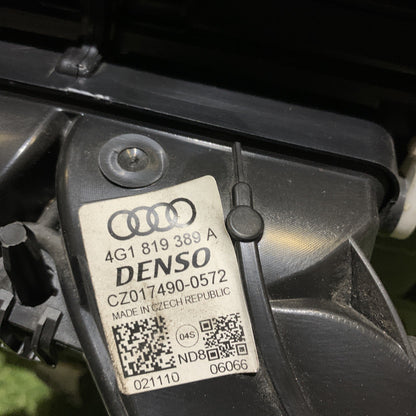 4G1 819 389 A
DENSO
CZ017490-0572
MADE IN CZECH REPUBLIC
04S
ND8
021110 06066